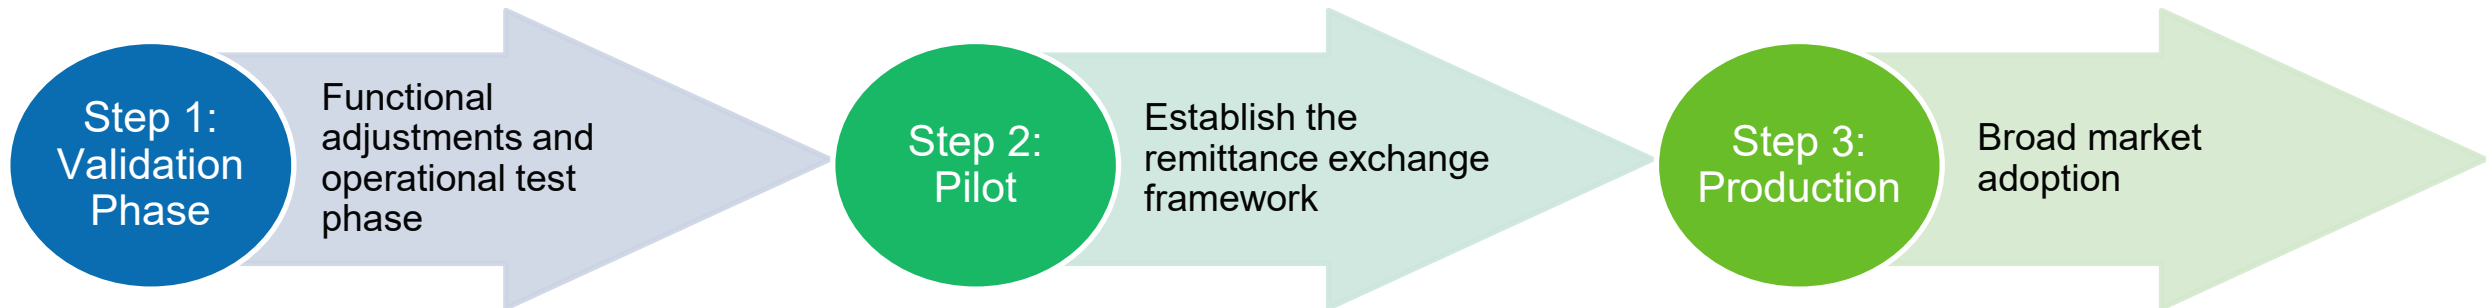 Step 1:
Validation
Phase
Functional
adjustments and
operational test
phase
Step 2:
Pilot
Establish the
remittance exchange
framework
Step 3:
Production
Broad market
adoption